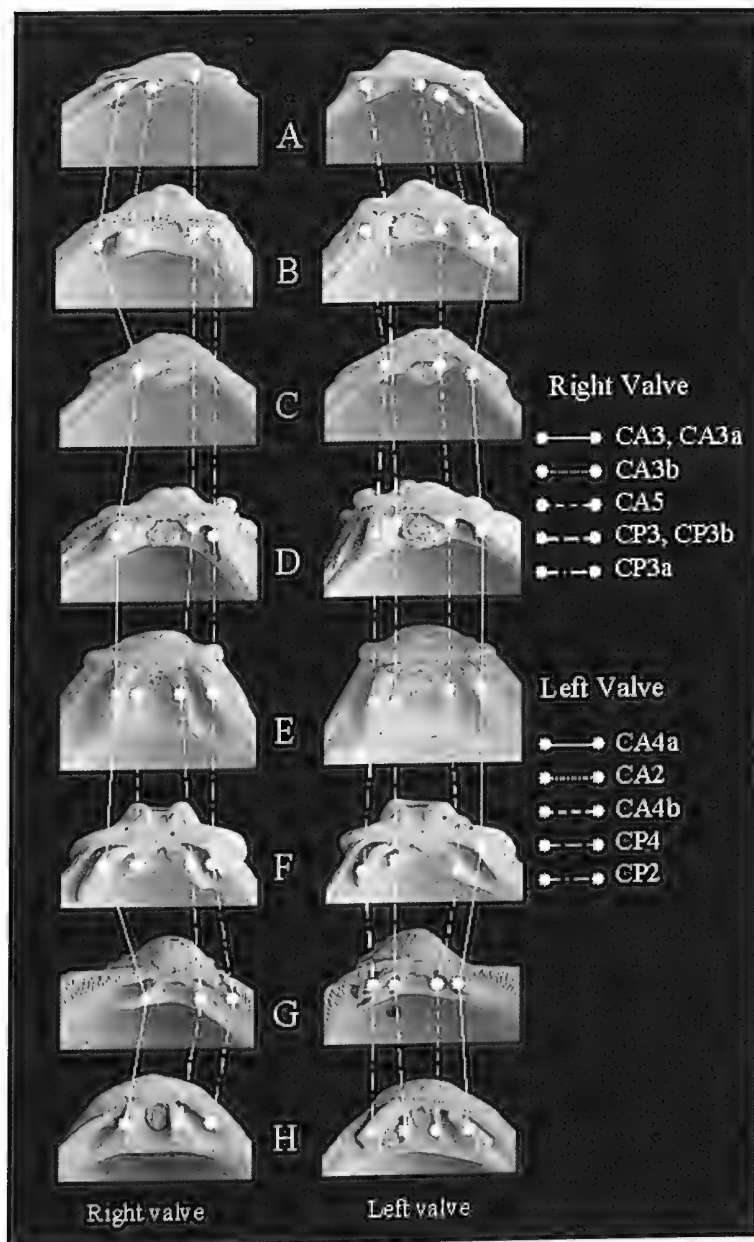 A
B
C
D
E
F
G
H
Right Valve
CA3, CA3a
CA3b
CA5
CP3, CP3b
CP3a
Left Valve
CA4a
CA2
CA4b
CP4
CP2
Right valve
Left valve